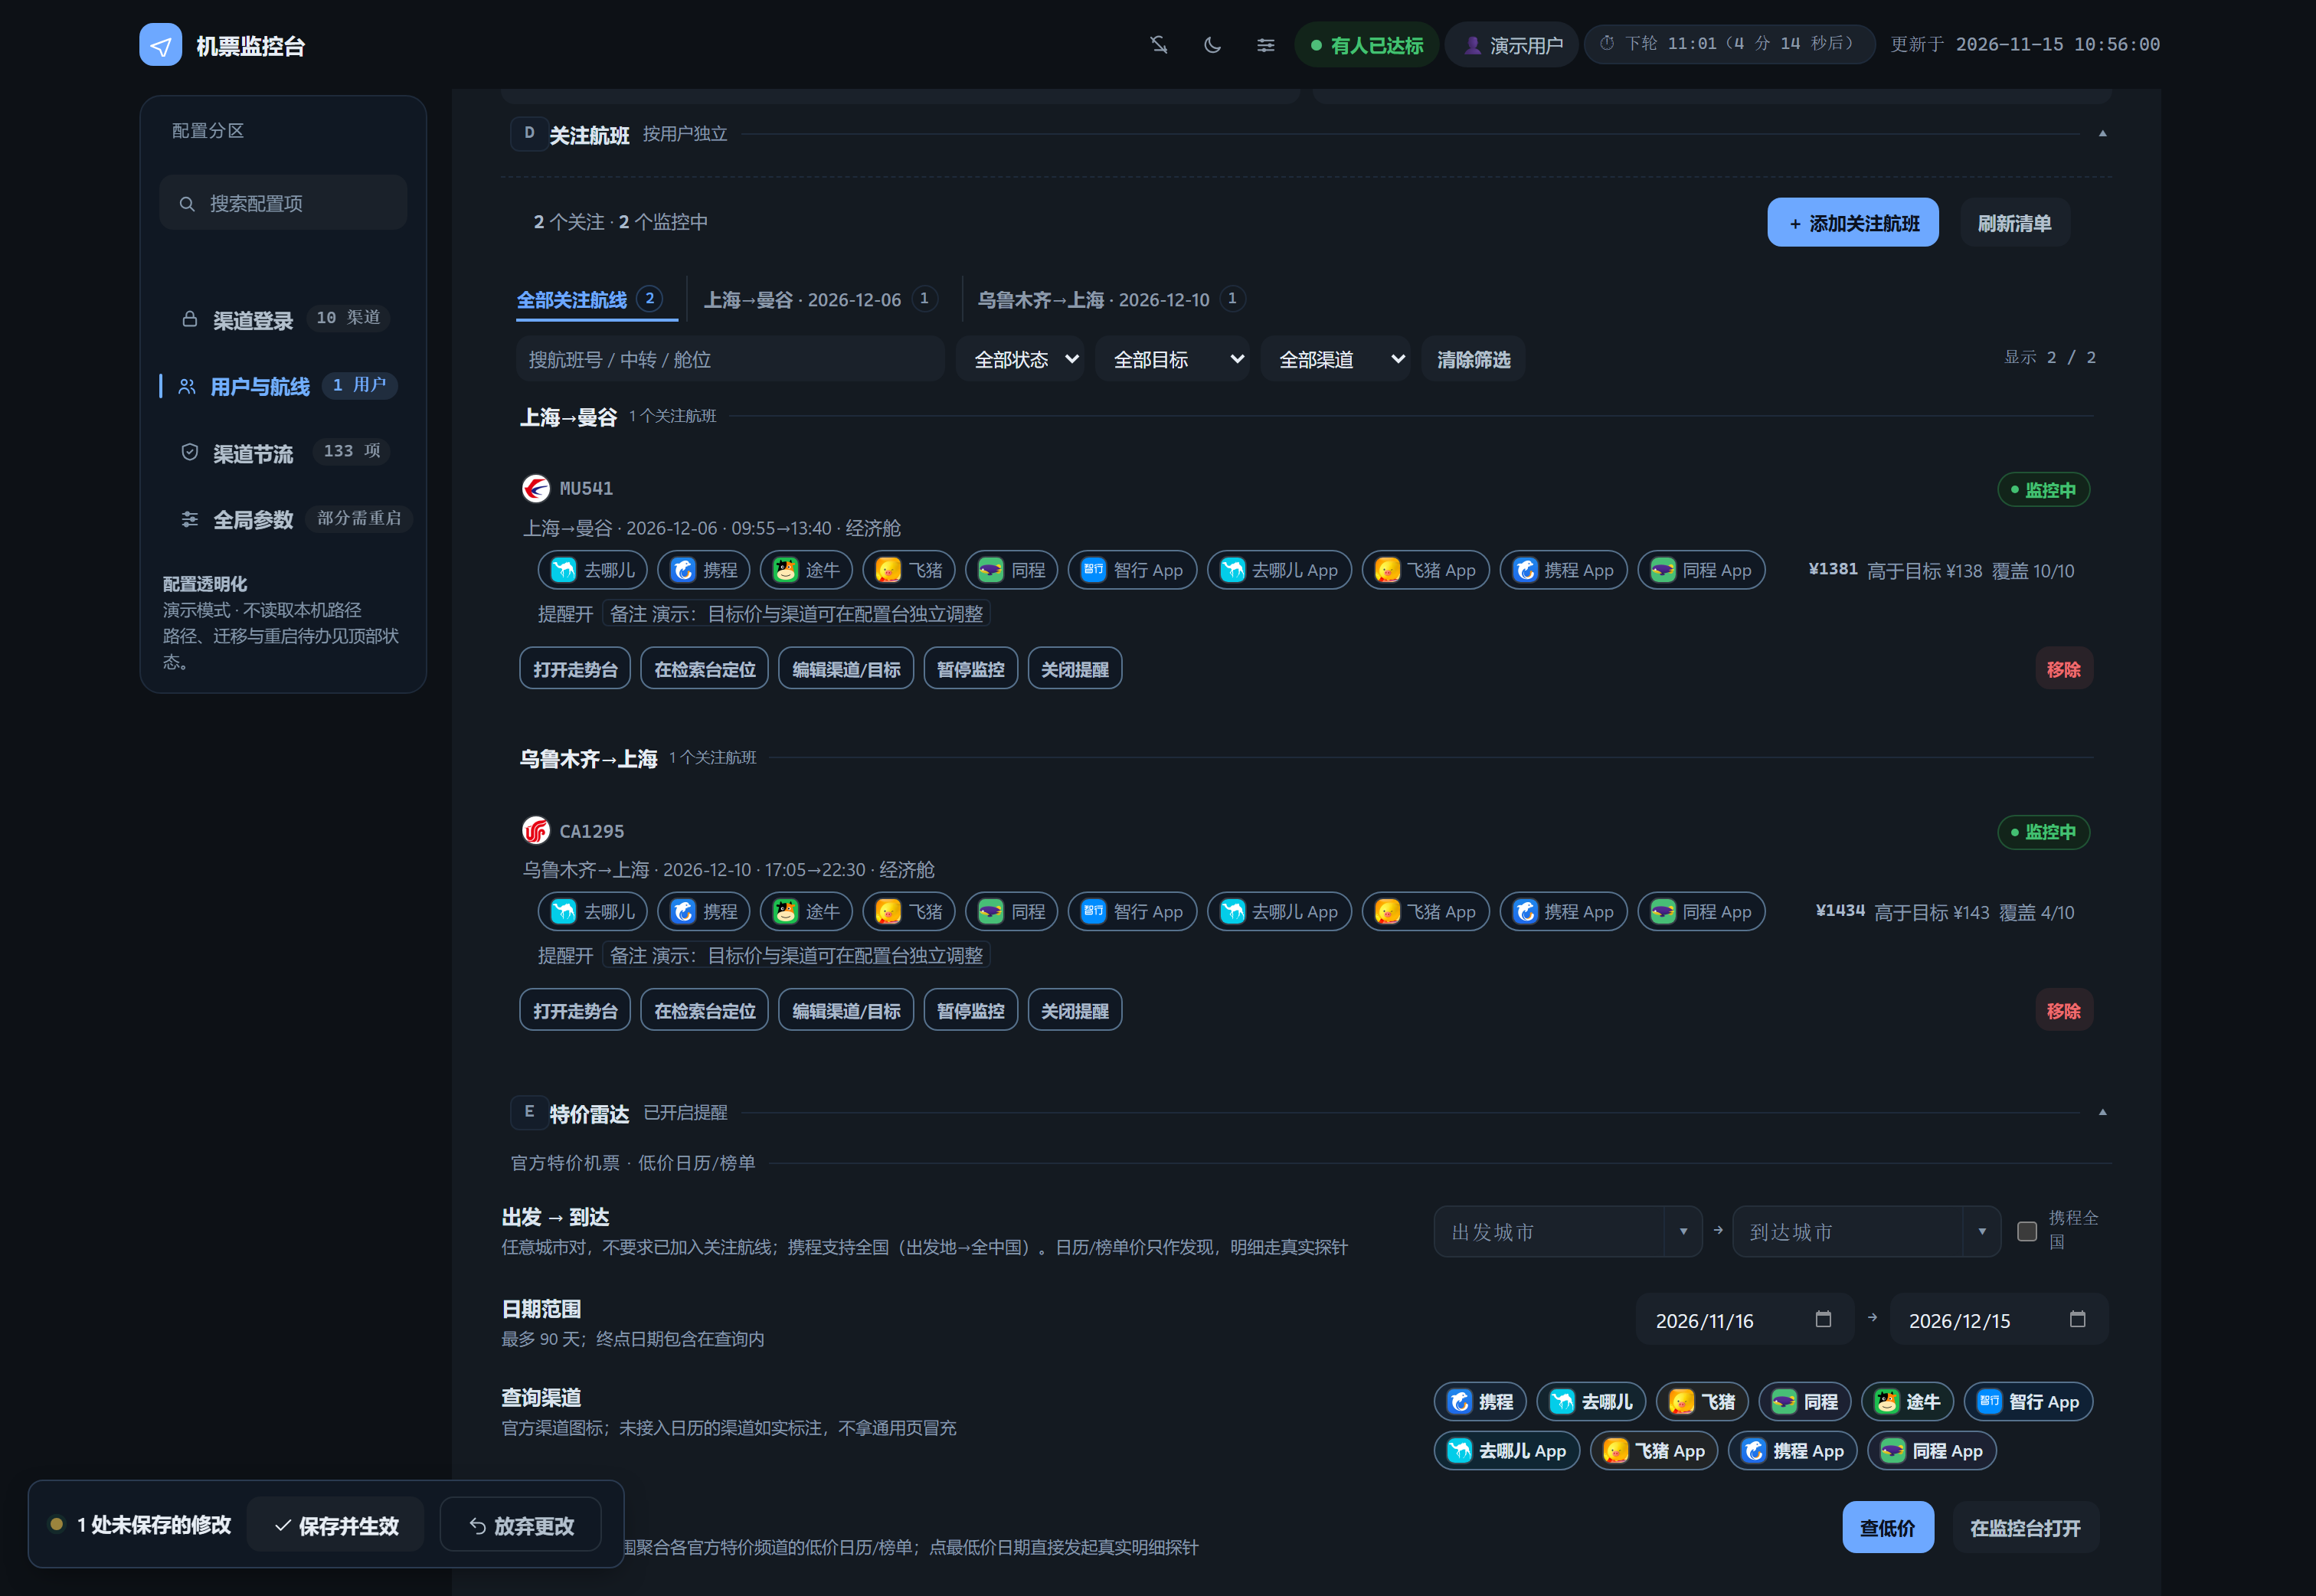 机票监控台
有人已达标
演示用户
下轮 11:01（4 分 14 秒后）
更新于 2026-11-15 10:56:00
配置分区
搜索配置项
渠道登录 10 渠道
用户与航线 1 用户
渠道节流 133 项
全局参数 部分需重启
配置透明化
演示模式 · 不读取本机路径
路径、迁移与重启待办见顶部状
态。
D 关注航班 按用户独立
2 个关注 · 2 个监控中
+ 添加关注航班 刷新清单
全部关注航线 2 上海→曼谷 · 2026-12-06 1 乌鲁木齐→上海 · 2026-12-10 1
搜航班号 / 中转 / 舱位 全部状态 全部目标 全部渠道 清除筛选 显示 2 / 2
上海→曼谷 1 个关注航班
MU541 监控中
上海→曼谷 · 2026-12-06 · 09:55→13:40 · 经济舱
去哪儿 携程 途牛 飞猪 同程 智行 智行 App 去哪儿 App 飞猪 App 携程 App 同程 App ¥1381 高于目标 ¥138 覆盖 10/10
提醒开 备注 演示：目标价与渠道可在配置台独立调整
打开走势台 在检索台定位 编辑渠道/目标 暂停监控 关闭提醒 移除
乌鲁木齐→上海 1 个关注航班
CA1295 监控中
乌鲁木齐→上海 · 2026-12-10 · 17:05→22:30 · 经济舱
去哪儿 携程 途牛 飞猪 同程 智行 智行 App 去哪儿 App 飞猪 App 携程 App 同程 App ¥1434 高于目标 ¥143 覆盖 4/10
提醒开 备注 演示：目标价与渠道可在配置台独立调整
打开走势台 在检索台定位 编辑渠道/目标 暂停监控 关闭提醒 移除
E 特价雷达 已开启提醒
官方特价机票 · 低价日历/榜单
出发 → 到达
任意城市对，不要求已加入关注航线；携程支持全国（出发地→全中国）。日历/榜单价只作发现，明细走真实探针
出发城市 → 到达城市 携程全
国
日期范围
最多 90 天；终点日期包含在查询内
2026/11/16 → 2026/12/15
查询渠道
官方渠道图标；未接入日历的渠道如实标注，不拿通用页冒充
携程 去哪儿 飞猪 同程 途牛 智行 智行 App
去哪儿 App 飞猪 App 携程 App 同程 App
1 处未保存的修改 保存并生效 放弃更改
围聚合各官方特价频道的低价日历/榜单；点最低价日期直接发起真实明细探针
查低价 在监控台打开